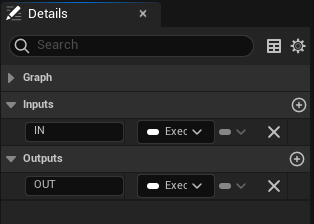 Details
Search
Graph
Inputs
IN
Exec
Outputs
OUT
Exec